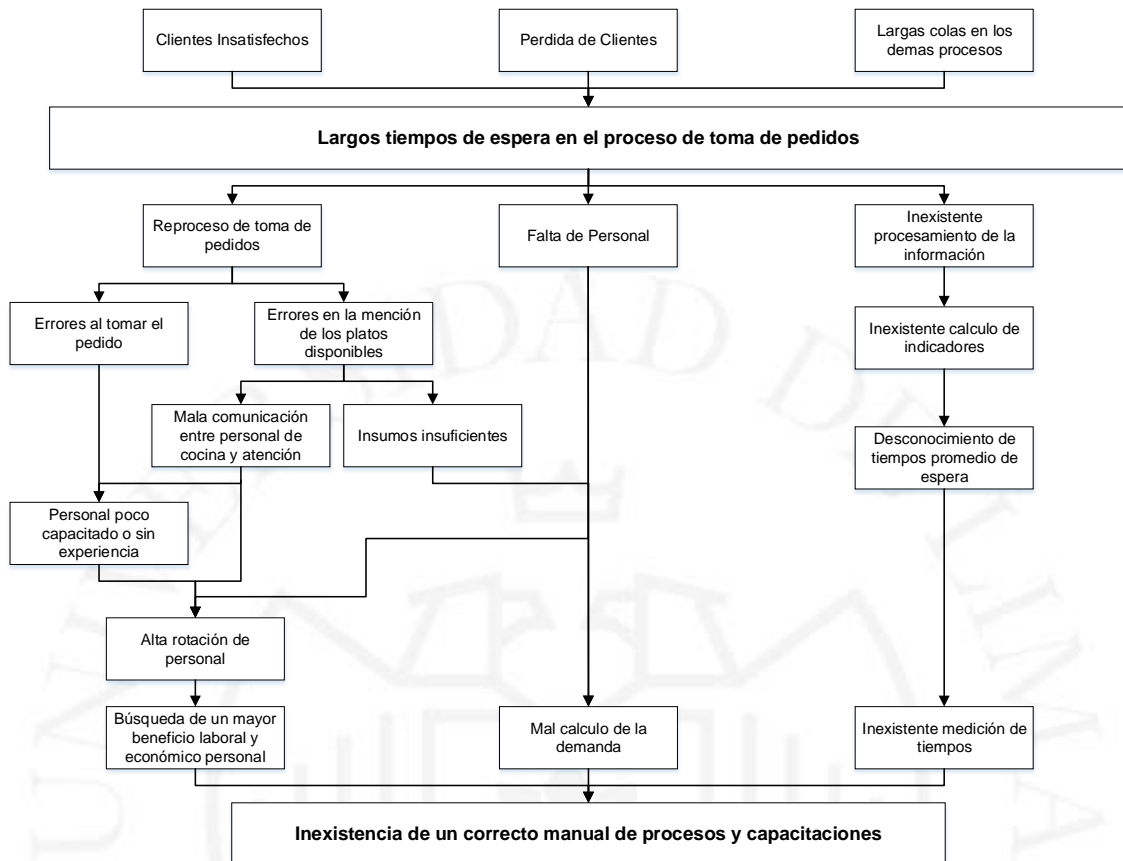 Clientes Insatisfechos
Perdida de Clientes
Largas colas en los
demas procesos
Largos tiempos de espera en el proceso de toma de pedidos
Reproceso de toma de
pedidos
Falta de Personal
Inexistente
procesamiento de la
información
Errores al tomar el
pedido
Errores en la mención
de los platos
disponibles
Inexistente calculo de
indicadores
Mala comunicación
entre personal de
cocina y atención
Insumos insuficientes
Desconocimiento de
tiempos promedio de
espera
Personal poco
capacitado o sin
experiencia
Alta rotación de
personal
Búsqueda de un mayor
beneficio laboral y
económico personal
Mal calculo de la
demanda
Inexistente medición de
tiempos
Inexistencia de un correcto manual de procesos y capacitaciones
UNIVERSIDAD DE LIMA